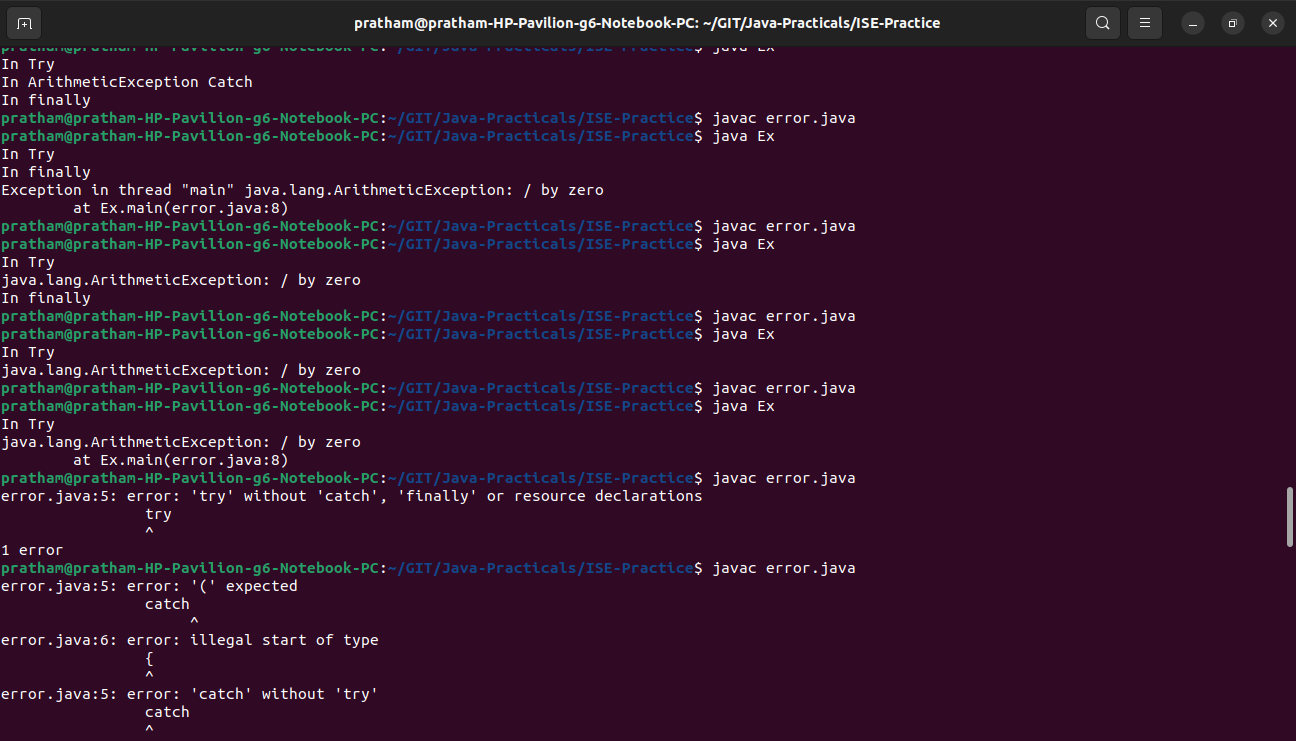 pratham@pratham-HP-Pavilion-g6-Notebook-PC: ~/GIT/Java-Practicals/ISE-Practice
pratham@pratham-HP-Pavilion-g6-Notebook-PC:~/GIT/Java-Practicals/ISE-Practice$ java Ex
In Try
In ArithmeticException Catch
In finally
pratham@pratham-HP-Pavilion-g6-Notebook-PC:~/GIT/Java-Practicals/ISE-Practice$ javac error.java
pratham@pratham-HP-Pavilion-g6-Notebook-PC:~/GIT/Java-Practicals/ISE-Practice$ java Ex
In Try
In finally
Exception in thread "main" java.lang.ArithmeticException: / by zero
        at Ex.main(error.java:8)
pratham@pratham-HP-Pavilion-g6-Notebook-PC:~/GIT/Java-Practicals/ISE-Practice$ javac error.java
pratham@pratham-HP-Pavilion-g6-Notebook-PC:~/GIT/Java-Practicals/ISE-Practice$ java Ex
In Try
java.lang.ArithmeticException: / by zero
In finally
pratham@pratham-HP-Pavilion-g6-Notebook-PC:~/GIT/Java-Practicals/ISE-Practice$ javac error.java
pratham@pratham-HP-Pavilion-g6-Notebook-PC:~/GIT/Java-Practicals/ISE-Practice$ java Ex
In Try
java.lang.ArithmeticException: / by zero
pratham@pratham-HP-Pavilion-g6-Notebook-PC:~/GIT/Java-Practicals/ISE-Practice$ javac error.java
pratham@pratham-HP-Pavilion-g6-Notebook-PC:~/GIT/Java-Practicals/ISE-Practice$ java Ex
In Try
java.lang.ArithmeticException: / by zero
        at Ex.main(error.java:8)
pratham@pratham-HP-Pavilion-g6-Notebook-PC:~/GIT/Java-Practicals/ISE-Practice$ javac error.java
error.java:5: error: 'try' without 'catch', 'finally' or resource declarations
                try
                ^
1 error
pratham@pratham-HP-Pavilion-g6-Notebook-PC:~/GIT/Java-Practicals/ISE-Practice$ javac error.java
error.java:5: error: '(' expected
                catch
                     ^
error.java:6: error: illegal start of type
                {
                ^
error.java:5: error: 'catch' without 'try'
                catch
                ^